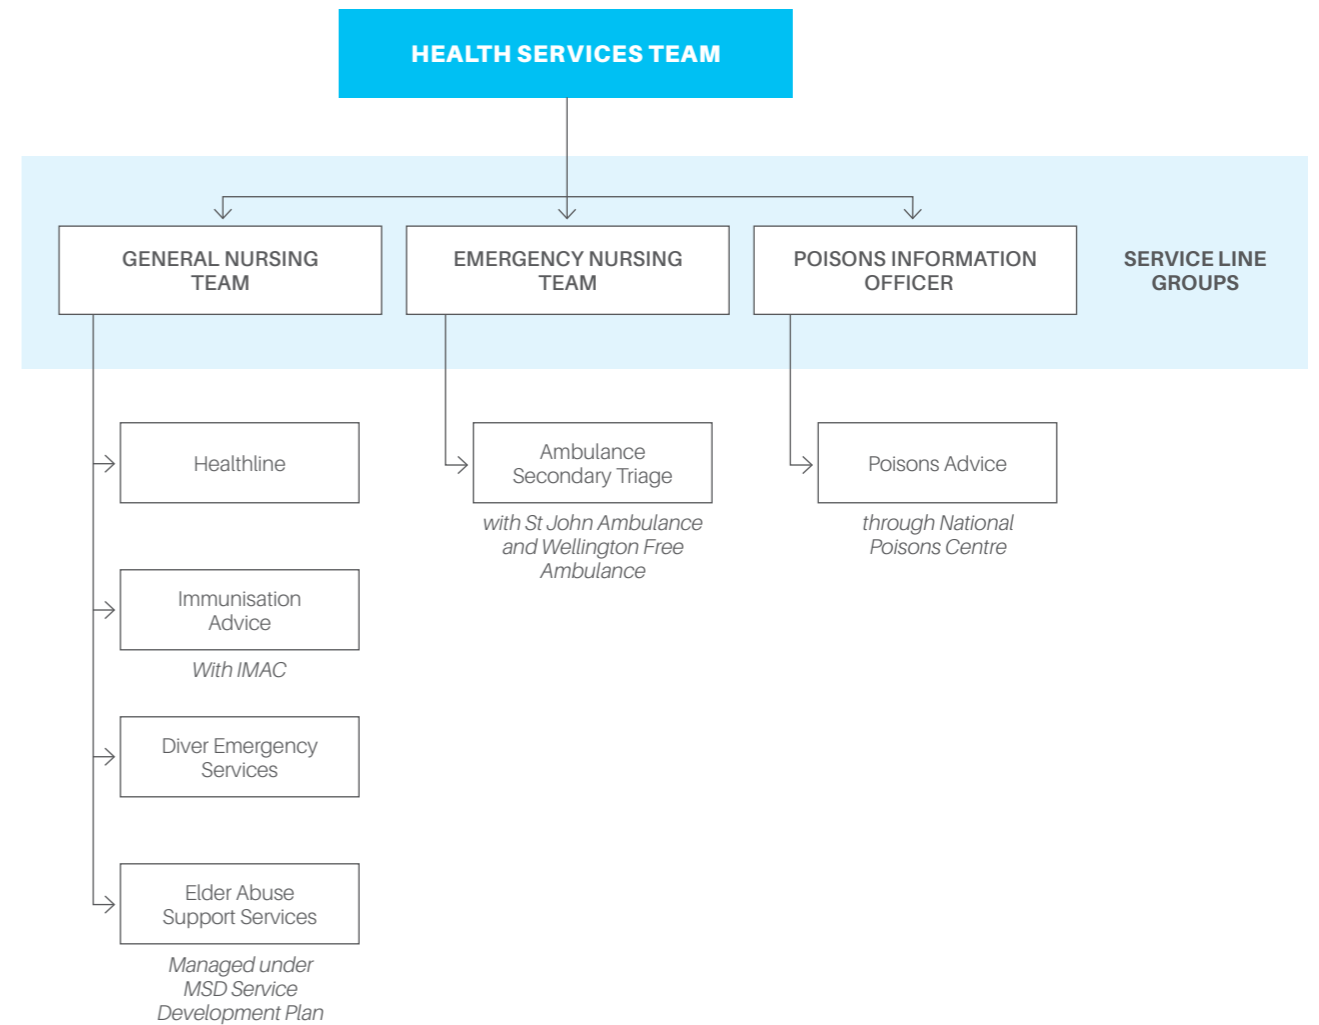 HEALTH SERVICES TEAM
GENERAL NURSING
TEAM
EMERGENCY NURSING
TEAM
POISONS INFORMATION
OFFICER
SERVICE LINE
GROUPS
Healthline
Immunisation
Advice
With IMAC
Diver Emergency
Services
Elder Abuse
Support Services
Managed under
MSD Service
Development Plan
Ambulance
Secondary Triage
with St John Ambulance
and Wellington Free
Ambulance
Poisons Advice
through National
Poisons Centre